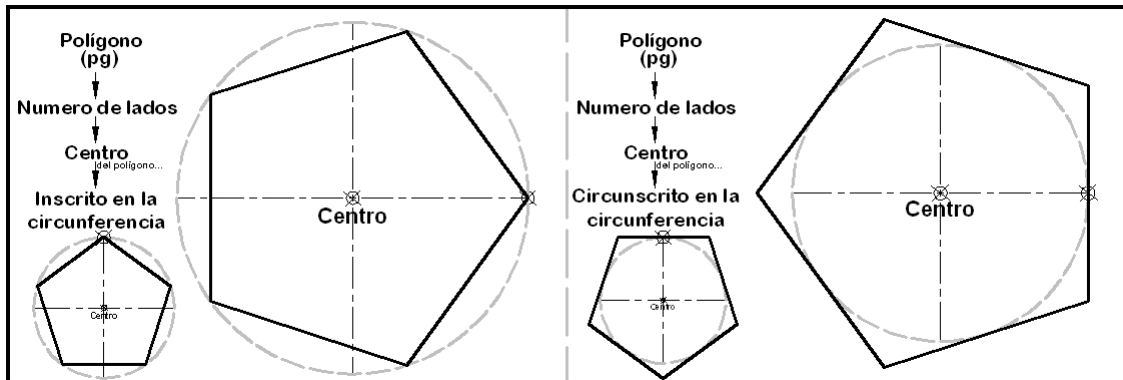 Polígono
(pg)
Numero de lados
Centro
del polígono...
Inscrito en la
circunferencia
Centro
Centro
Polígono
(pg)
Numero de lados
Centro
del polígono...
Circunscrito en la
circunferencia
Centro
Centro